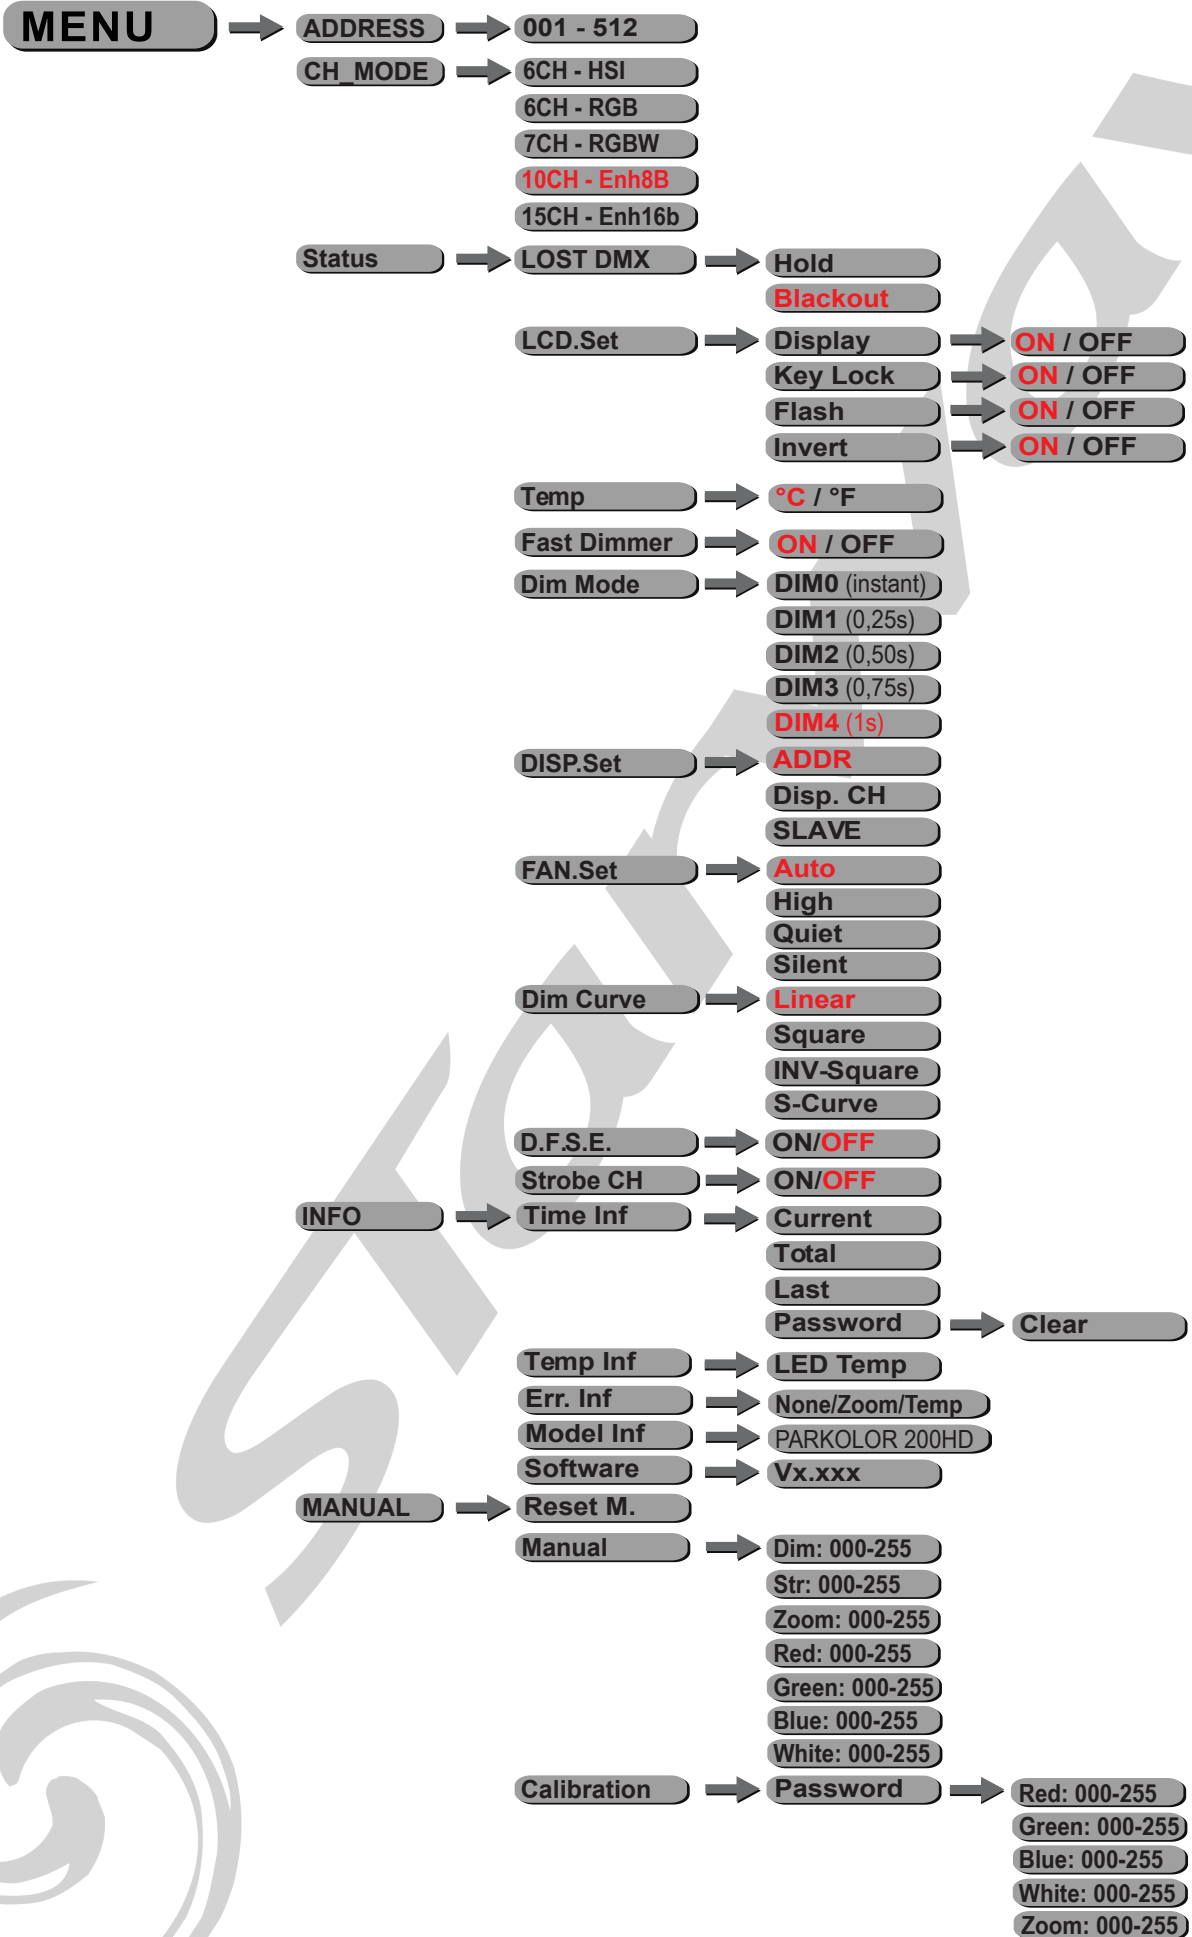 MENU ADDRESS 001 - 512
CH_MODE 6CH - HSI
6CH - RGB
7CH - RGBW
10CH - Enh8B
15CH - Enh16b
Status LOST DMX Hold
Blackout
LCD.Set Display ON / OFF
Key Lock ON / OFF
Flash ON / OFF
Invert ON / OFF
Temp °C / °F
Fast Dimmer ON / OFF
Dim Mode DIM0 (instant)
DIM1 (0,25s)
DIM2 (0,50s)
DIM3 (0,75s)
DIM4 (1s)
DISP.Set ADDR
Disp. CH
SLAVE
FAN.Set Auto
High
Quiet
Silent
Dim Curve Linear
Square
INV-Square
S-Curve
D.F.S.E. ON/OFF
Strobe CH ON/OFF
INFO Time Inf Current
Total
Last
Password Clear
Temp Inf LED Temp
Err. Inf None/Zoom/Temp
Model Inf PARKOLOR 200HD
Software Vx.xxx
MANUAL Reset M.
Manual Dim: 000-255
Str: 000-255
Zoom: 000-255
Red: 000-255
Green: 000-255
Blue: 000-255
White: 000-255
Calibration Password Red: 000-255
Green: 000-255
Blue: 000-255
White: 000-255
Zoom: 000-255